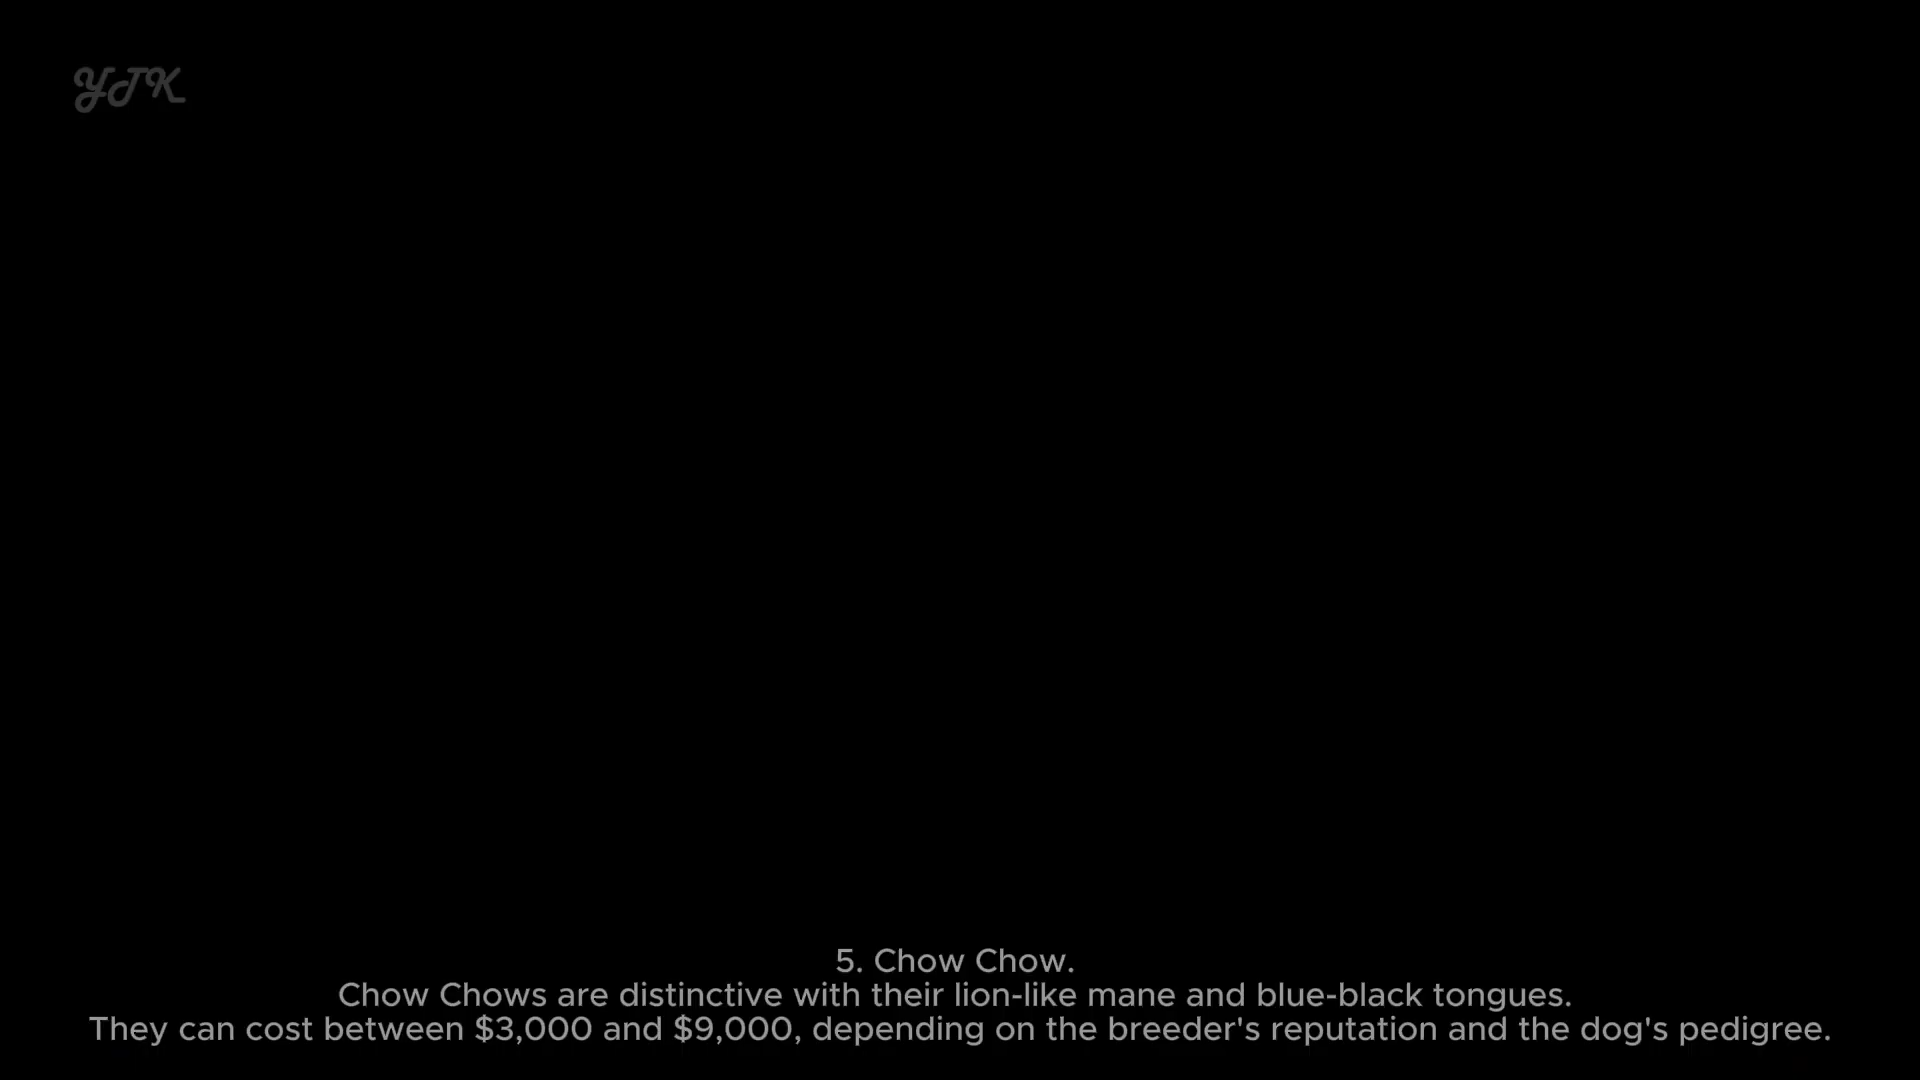 YTK
5. Chow Chow.
Chow Chows are distinctive with their lion-like mane and blue-black tongues.
They can cost between $3,000 and $9,000, depending on the breeder's reputation and the dog's pedigree.